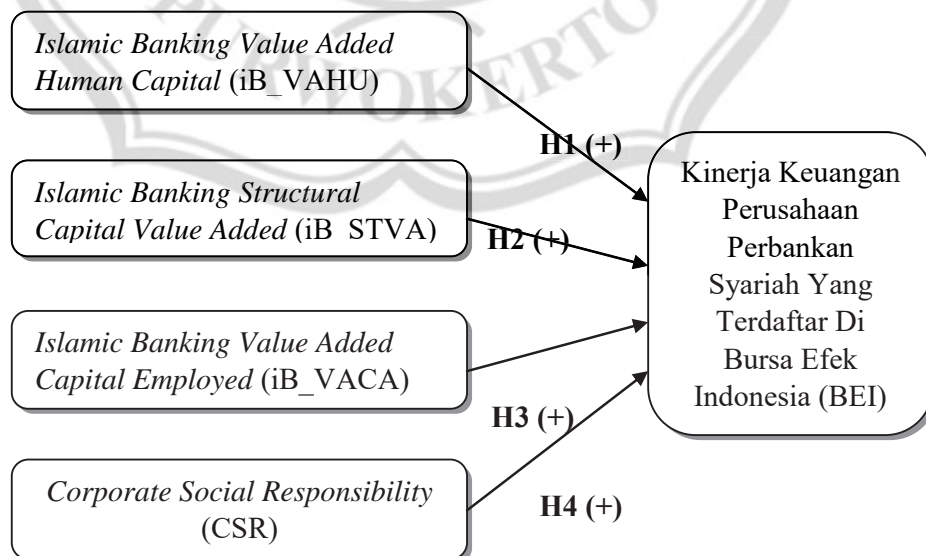 PURWOKERTO
Islamic Banking Value Added
Human Capital (iB_VAHU)
H1 (+)
Islamic Banking Structural
Capital Value Added (iB_STVA)
H2 (+)
Islamic Banking Value Added
Capital Employed (iB_VACA)
H3 (+)
Corporate Social Responsibility
(CSR)
H4 (+)
Kinerja Keuangan
Perusahaan
Perbankan
Syariah Yang
Terdaftar Di
Bursa Efek
Indonesia (BEI)